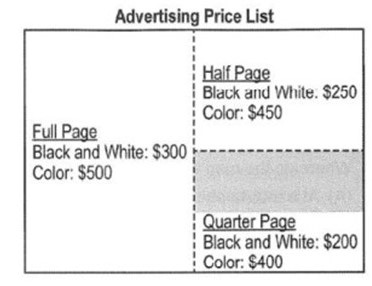 Advertising Price List
Full Page
Black and White: $300
Color: $500
Half Page
Black and White: $250
Color: $450
Quarter Page
Black and White: $200
Color: $400